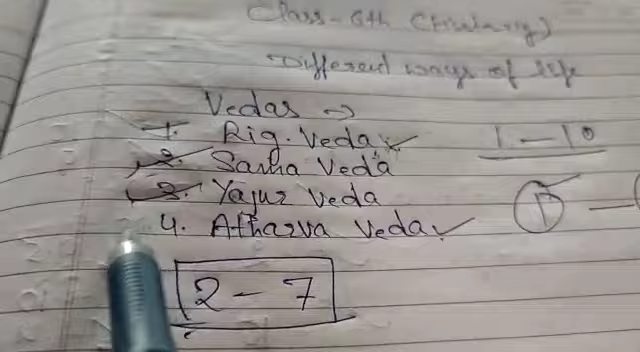 Class - 6th (History)
Different ways of life
Vedas →
1. Rig. Veda ✓ 1 - 10
2. Sama Veda
3. Yajur Veda
4. Atharva Veda ✓
2 - 7